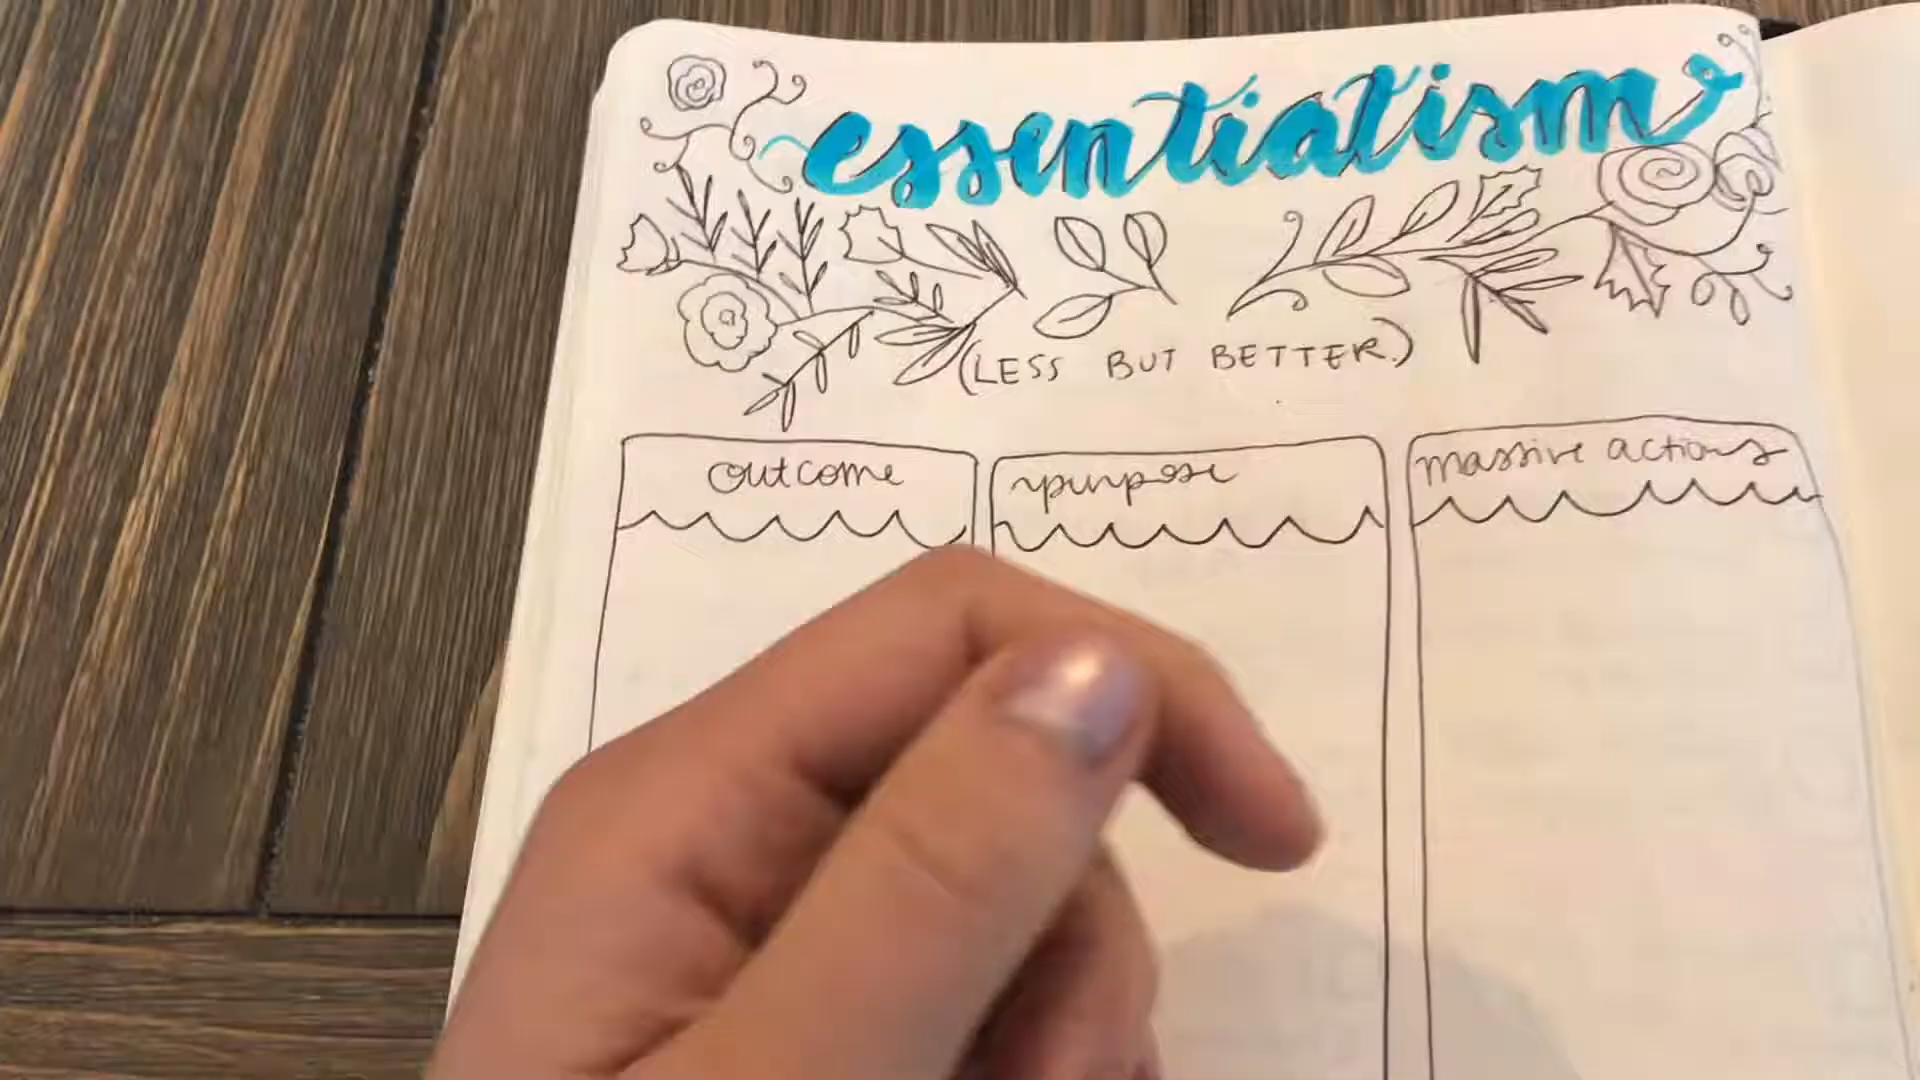 essentialism
(LESS BUT BETTER.)
outcome
purpose
massive actions